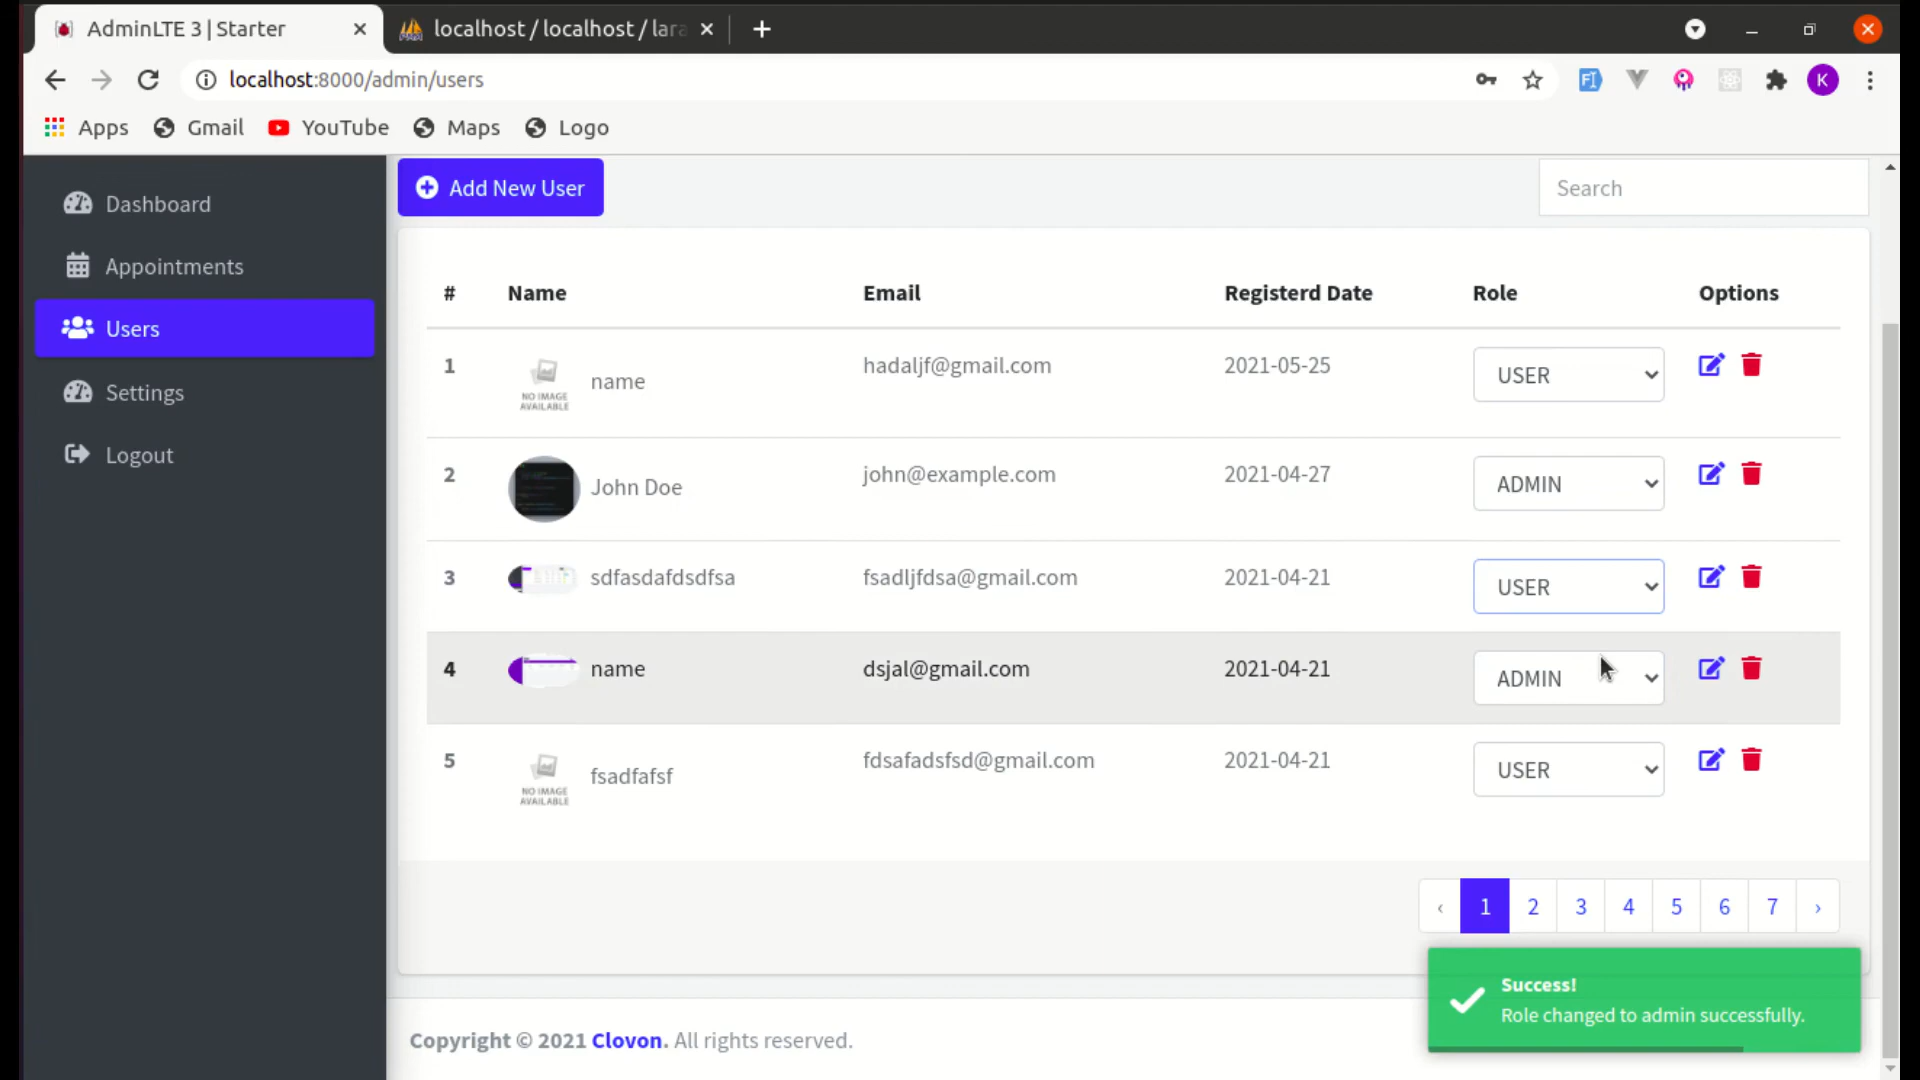 AdminLTE 3 | Starter
localhost / localhost / lara
localhost:8000/admin/users
K
Apps
Gmail
YouTube
Maps
Logo
Dashboard
Appointments
Users
Settings
Logout
Add New User
Search
# Name Email Registerd Date Role Options
1 NO IMAGE AVAILABLE name hadaljf@gmail.com 2021-05-25 USER
2 John Doe john@example.com 2021-04-27 ADMIN
3 sdfasdafdsdfsa fsadljfdsa@gmail.com 2021-04-21 USER
4 name dsjal@gmail.com 2021-04-21 ADMIN
5 NO IMAGE AVAILABLE fsadfafsf fdsafadsfsd@gmail.com 2021-04-21 USER
‹ 1 2 3 4 5 6 7 ›
Success!
Role changed to admin successfully.
Copyright © 2021 Clovon. All rights reserved.